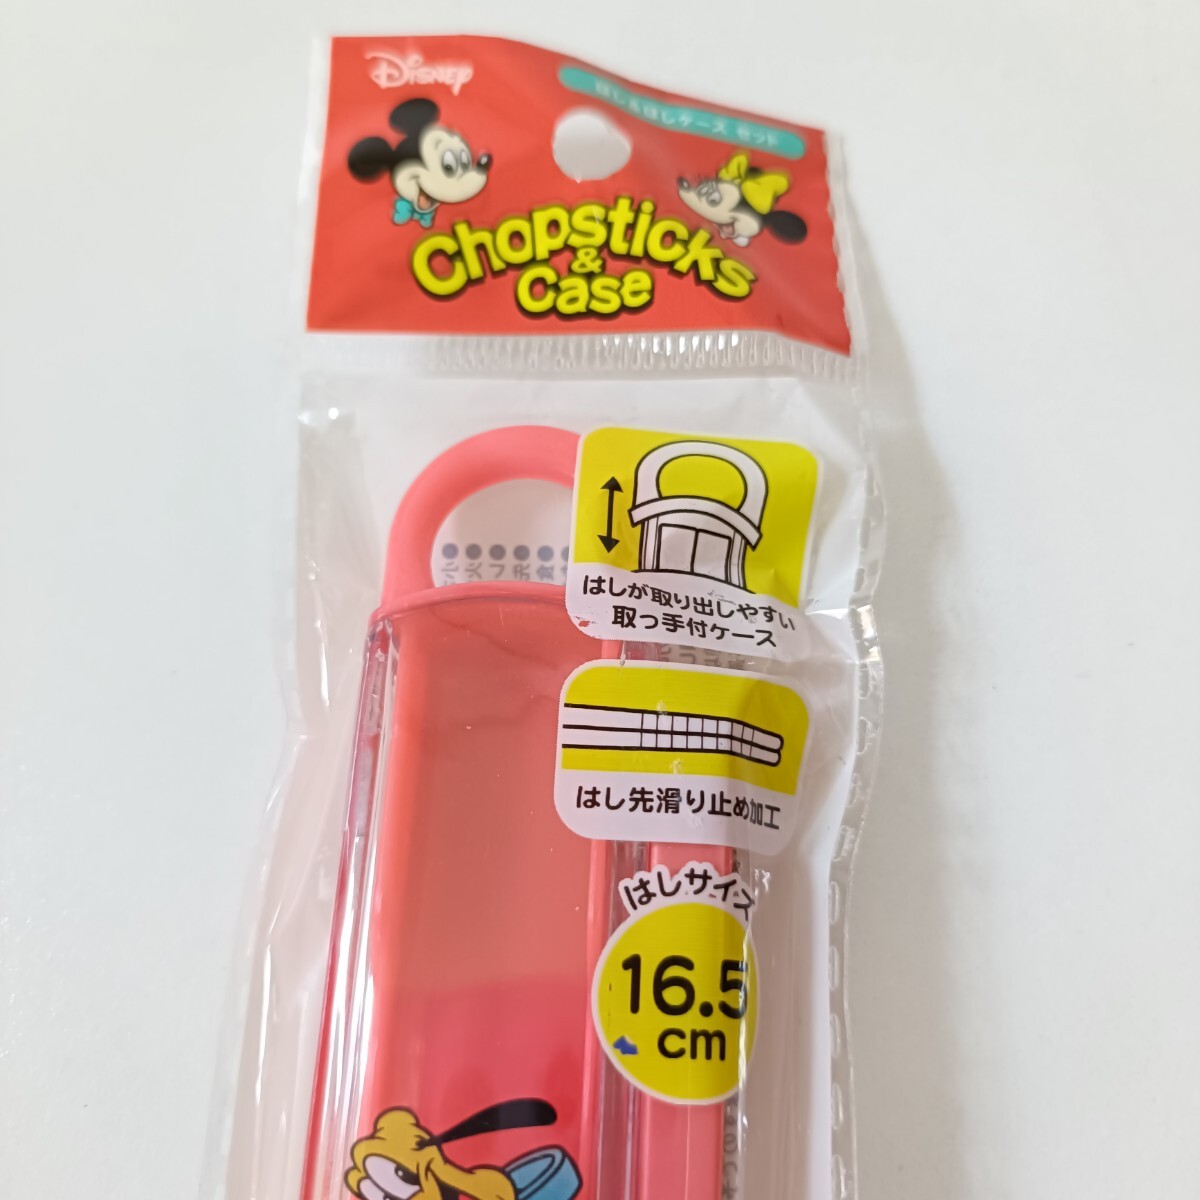 Disney
はし&はしケース セット
Chopsticks
&
Case
はしが取り出しやすい
取っ手付ケース
はし先滑り止め加工
はしサイズ
16.5
cm